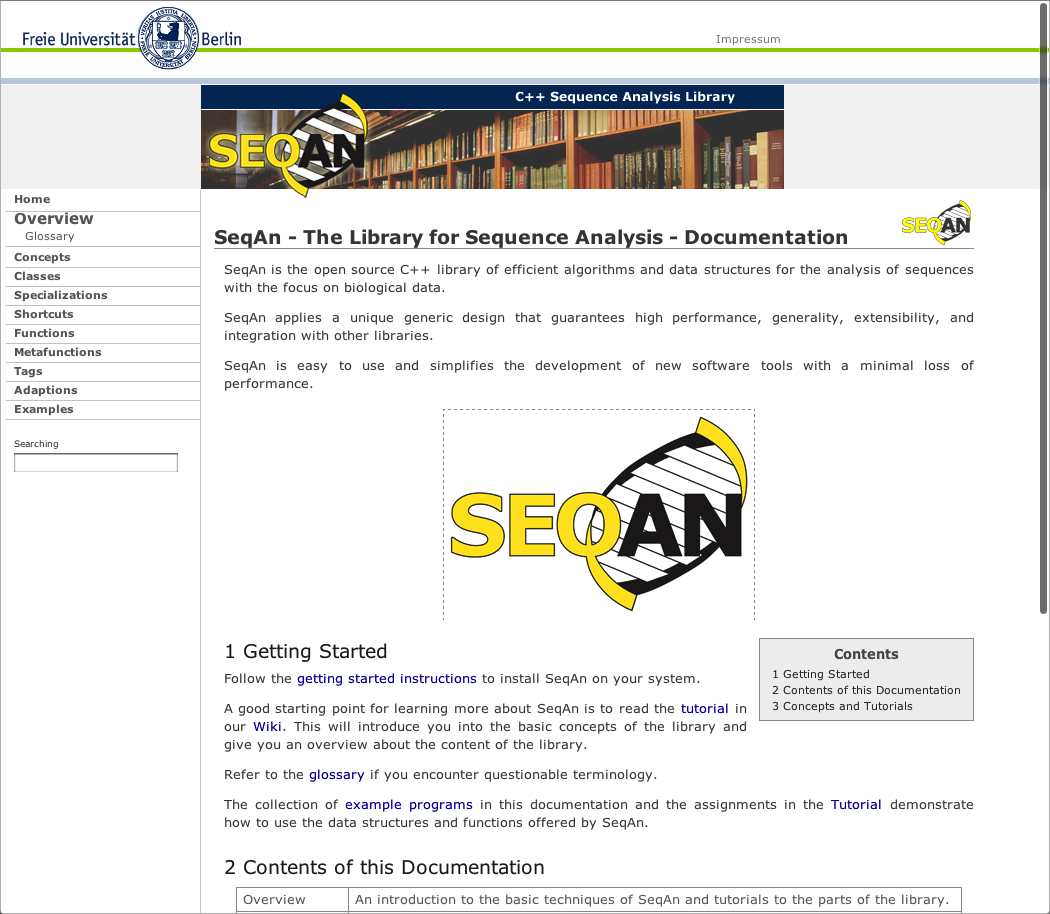 Freie Universität Berlin
Impressum
C++ Sequence Analysis Library
SEQAN
Home
Overview
Glossary
Concepts
Classes
Specializations
Shortcuts
Functions
Metafunctions
Tags
Adaptions
Examples
Searching
SEQAN
SeqAn - The Library for Sequence Analysis - Documentation
SeqAn is the open source C++ library of efficient algorithms and data structures for the analysis of sequences
with the focus on biological data.
SeqAn applies a unique generic design that guarantees high performance, generality, extensibility, and
integration with other libraries.
SeqAn is easy to use and simplifies the development of new software tools with a minimal loss of
performance.
SEQAN
1 Getting Started
Follow the getting started instructions to install SeqAn on your system.
A good starting point for learning more about SeqAn is to read the tutorial in
our Wiki. This will introduce you into the basic concepts of the library and
give you an overview about the content of the library.
Refer to the glossary if you encounter questionable terminology.
The collection of example programs in this documentation and the assignments in the Tutorial demonstrate
how to use the data structures and functions offered by SeqAn.
Contents
1 Getting Started
2 Contents of this Documentation
3 Concepts and Tutorials
2 Contents of this Documentation
Overview An introduction to the basic techniques of SeqAn and tutorials to the parts of the library.